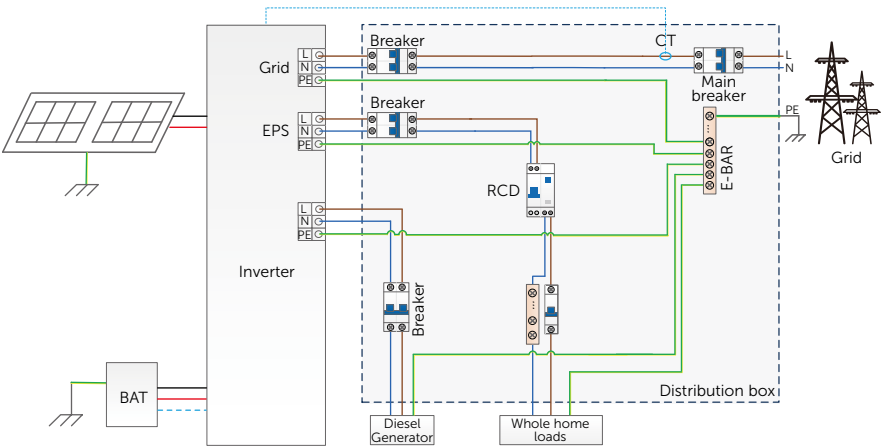 Breaker
CT
L
N
PE
Grid
L
N
Main
breaker
Breaker
PE
L
N
PE
EPS
Grid
E-BAR
RCD
L
N
PE
Inverter
Breaker
BAT
Distribution box
Diesel
Generator
Whole home
loads